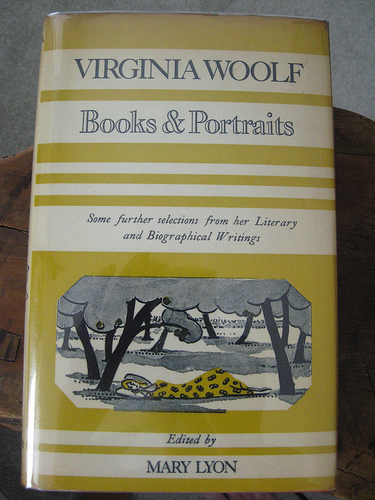 VIRGINIA WOOLF
Books & Portraits
Some further selections from her Literary
and Biographical Writings
Edited by
MARY LYON